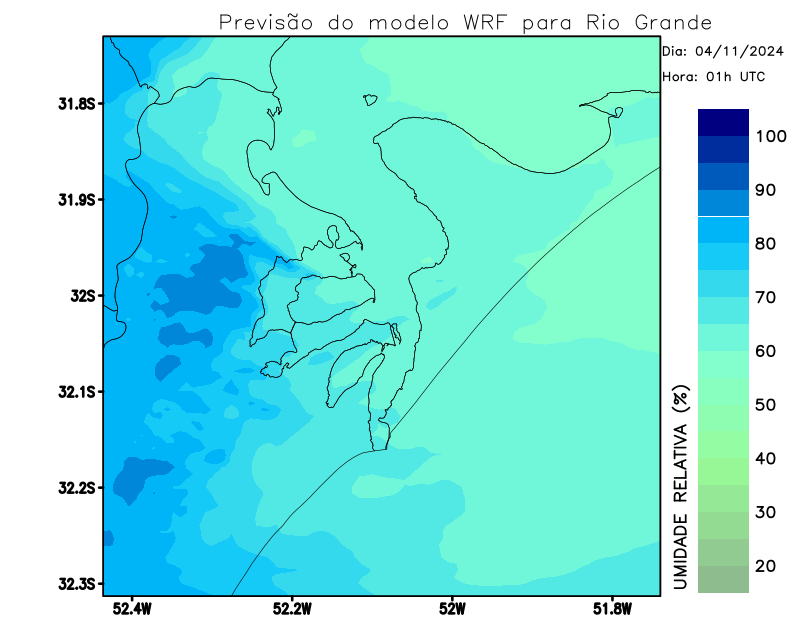 Previsão do modelo WRF para Rio Grande
Dia: 04/11/2024
Hora: 01h UTC
31.8S
31.9S
32S
32.1S
32.2S
32.3S
52.4W
52.2W
52W
51.8W
100
90
80
70
60
50
40
30
20
UMIDADE RELATIVA (%)